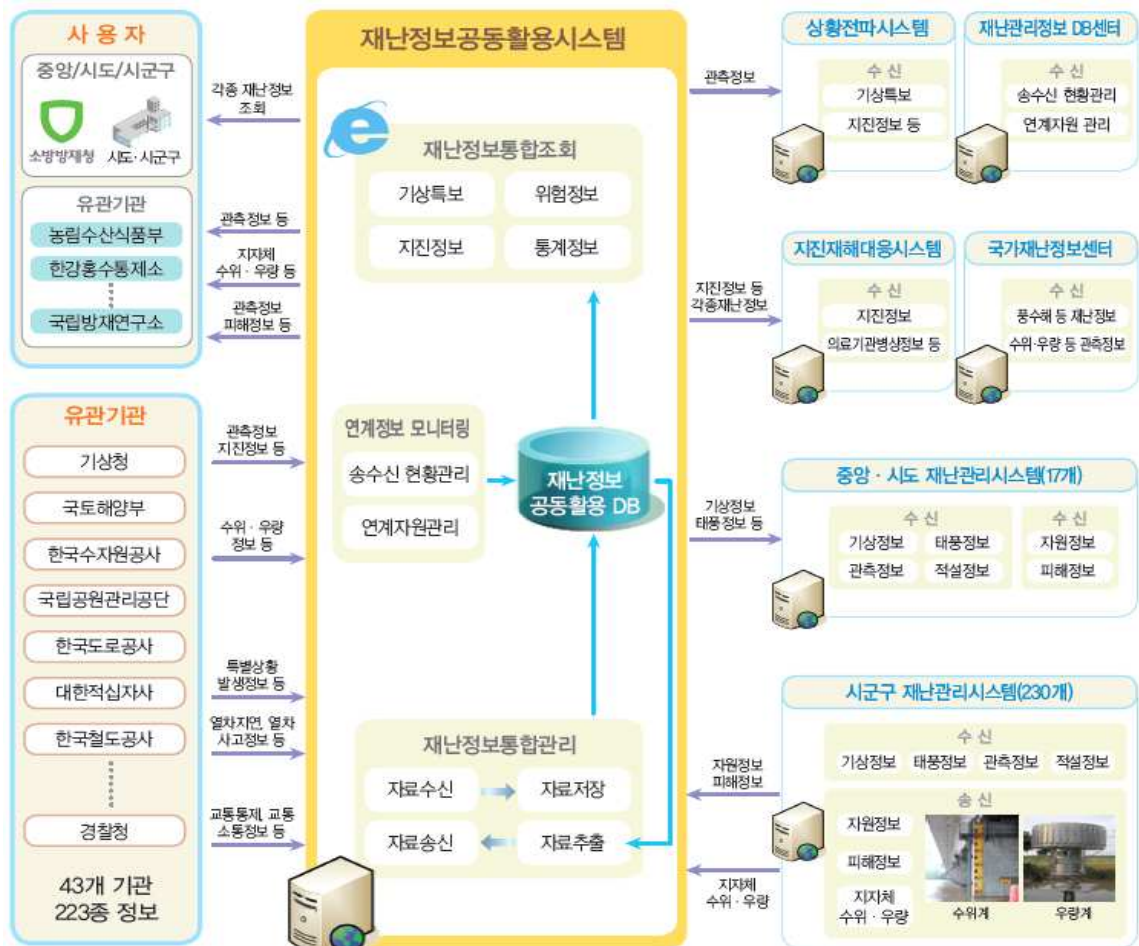 사용자
중앙/시도/시군구
소방방재청
시도·시군구
유관기관
농림수산식품부
한강홍수통제소
국립방재연구소
각종 재난정보
조회
관측정보 등
지자체
수위·우량 등
관측정보
피해정보 등
유관기관
기상청
국토해양부
한국수자원공사
국립공원관리공단
한국도로공사
대한적십자사
한국철도공사
경찰청
43개 기관
223종 정보
관측정보
지진정보 등
수위·우량
정보 등
특별상황
발생정보 등
열차지연, 열차
사고정보 등
교통통제, 교통
소통정보 등
재난정보공동활용시스템
재난정보통합조회
기상특보
위험정보
지진정보
통계정보
연계정보 모니터링
송수신 현황관리
연계자원관리
재난정보
공동활용 DB
재난정보통합관리
자료수신
자료저장
자료송신
자료추출
관측정보
지진정보 등
각종재난정보
기상정보
태풍정보 등
자원정보
피해정보
지자체
수위·우량
상황전파시스템
수신
기상특보
지진정보 등
재난관리정보 DB센터
수신
송수신 현황관리
연계자원 관리
지진재해대응시스템
수신
지진정보
의료기관병상정보 등
국가재난정보센터
수신
풍수해 등 재난정보
수위·우량 등 관측정보
중앙·시도 재난관리시스템(17개)
수신
기상정보
태풍정보
관측정보
적설정보
수신
자원정보
피해정보
시군구 재난관리시스템(230개)
수신
기상정보
태풍정보
관측정보
적설정보
송신
자원정보
피해정보
지자체
수위·우량
수위계
우량계